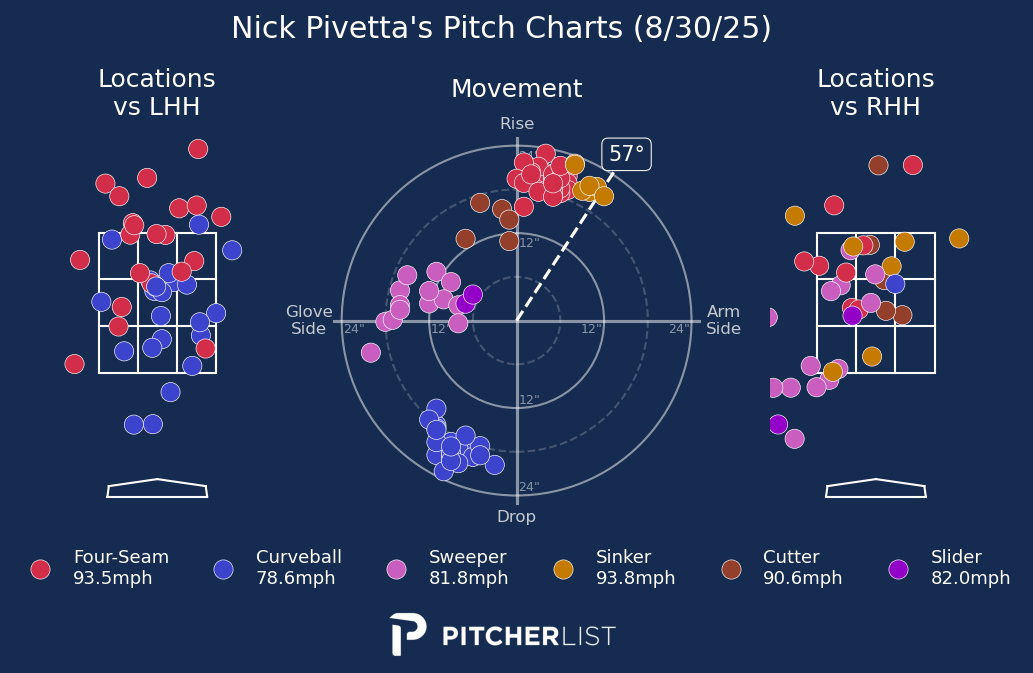 Nick Pivetta's Pitch Charts (8/30/25)
Locations
vs LHH
Movement
Locations
vs RHH
Rise
24"
57°
12"
Glove
Side
24"
12"
12"
24"
Arm
Side
12"
24"
Drop
Four-Seam
93.5mph
Curveball
78.6mph
Sweeper
81.8mph
Sinker
93.8mph
Cutter
90.6mph
Slider
82.0mph
PITCHERLIST